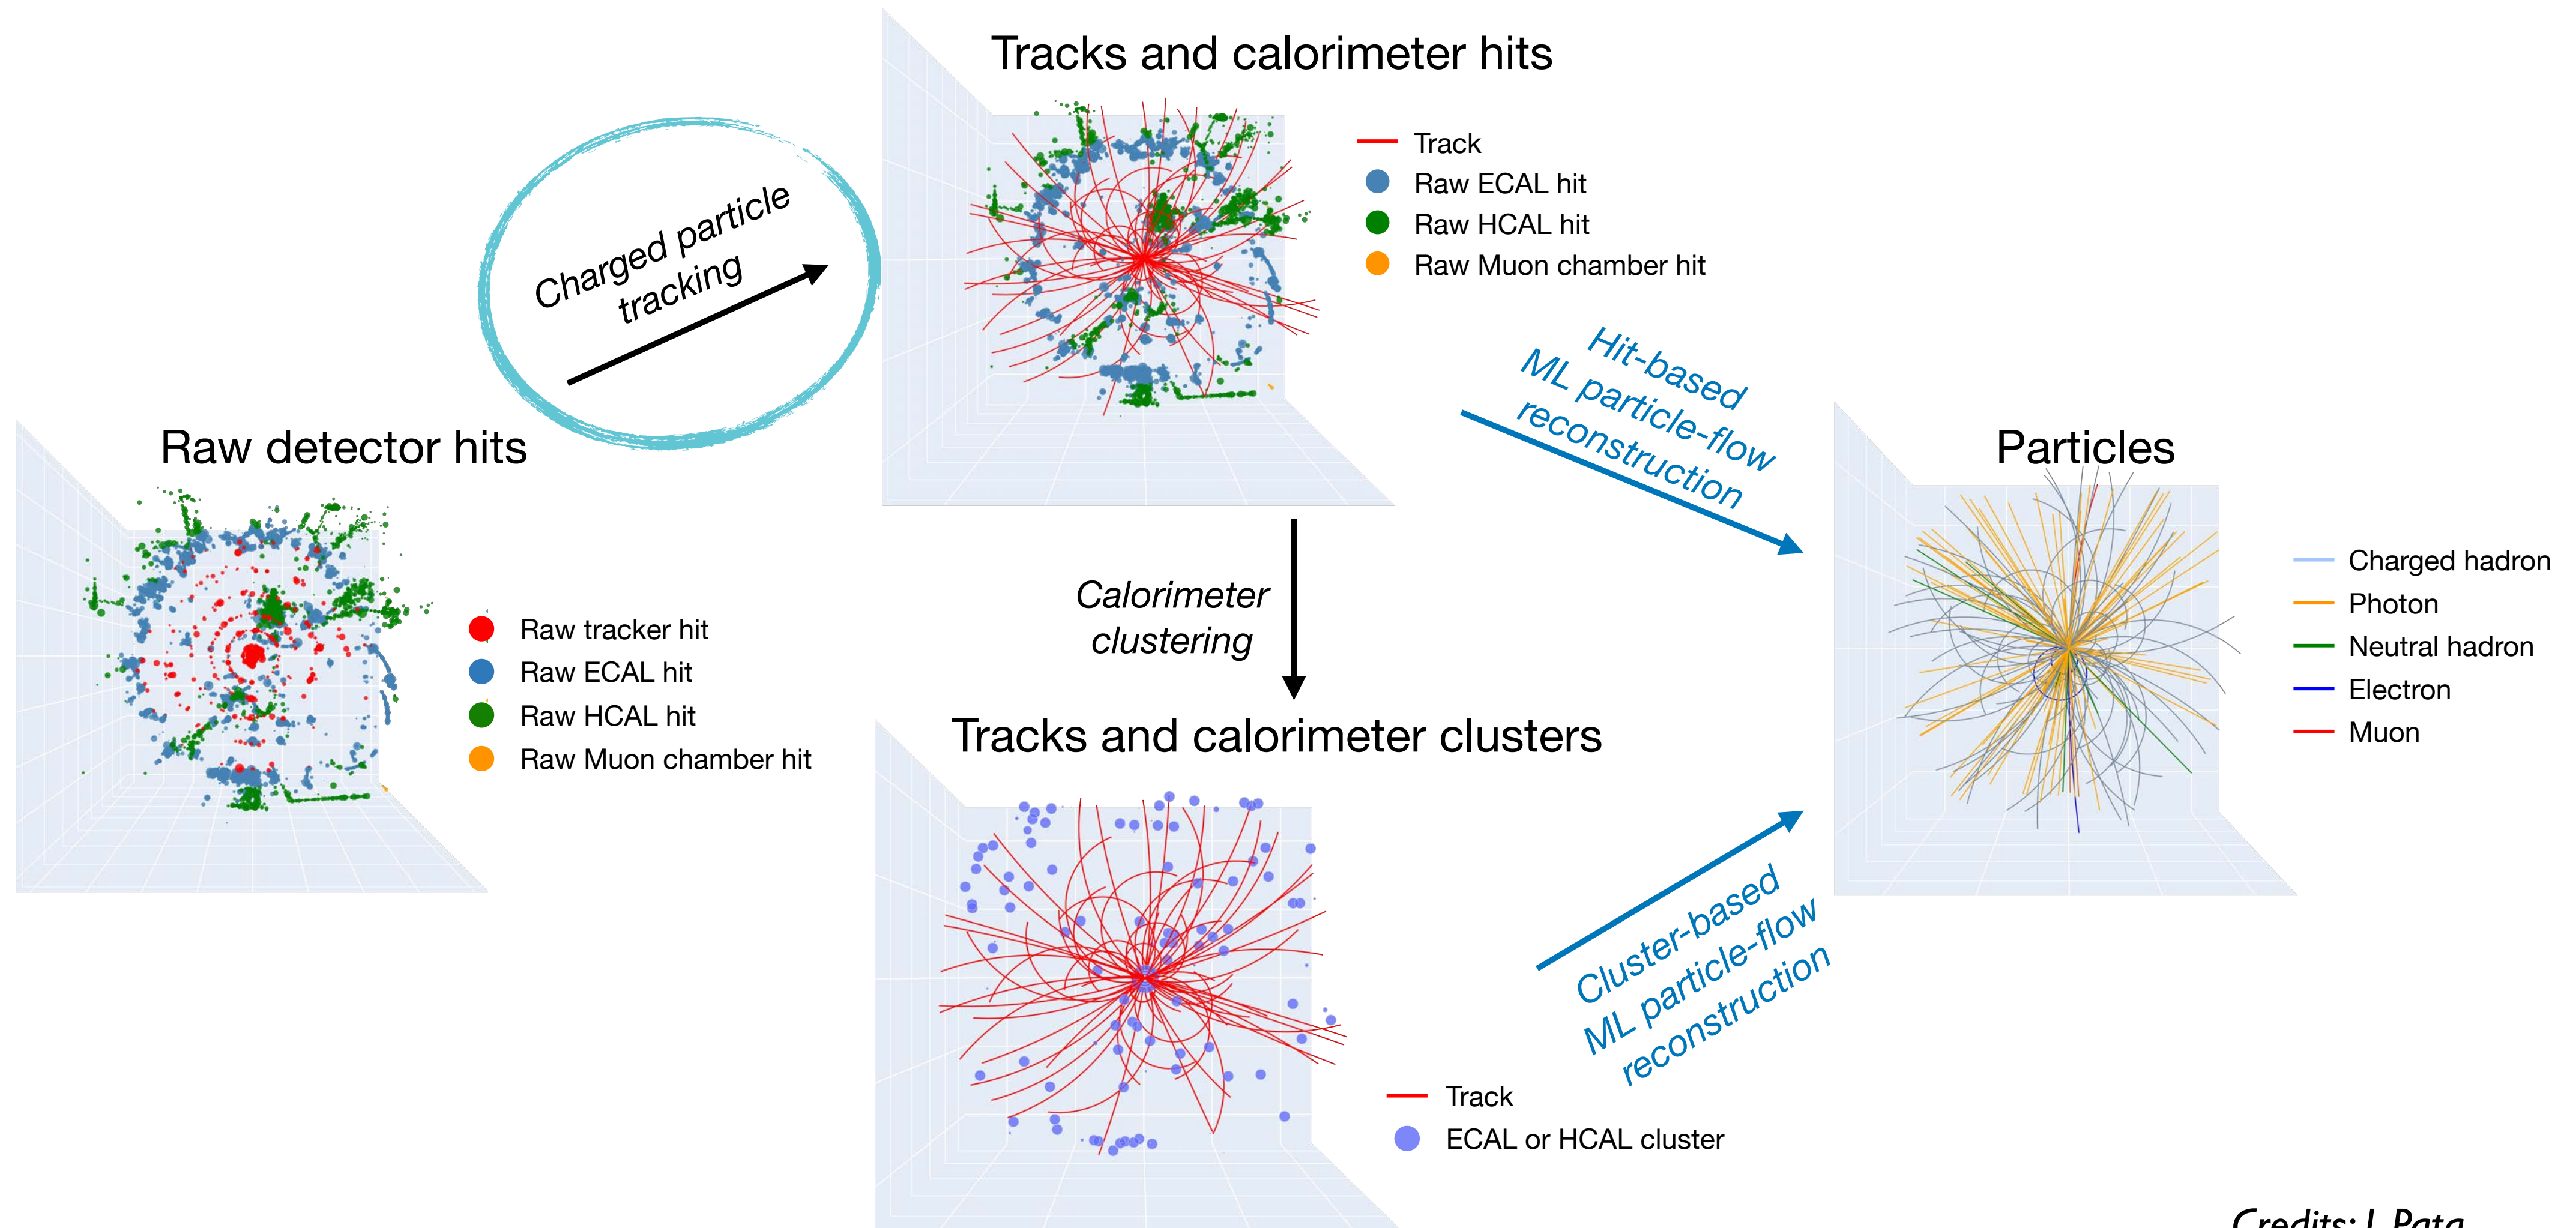 Tracks and calorimeter hits
Track
Raw ECAL hit
Raw HCAL hit
Raw Muon chamber hit
Charged particle
tracking
Hit-based
ML particle-flow
reconstruction
Raw detector hits
Raw tracker hit
Raw ECAL hit
Raw HCAL hit
Raw Muon chamber hit
Calorimeter
clustering
Particles
Charged hadron
Photon
Neutral hadron
Electron
Muon
Tracks and calorimeter clusters
Cluster-based
ML particle-flow
reconstruction
Track
ECAL or HCAL cluster
Credits: J. Pata